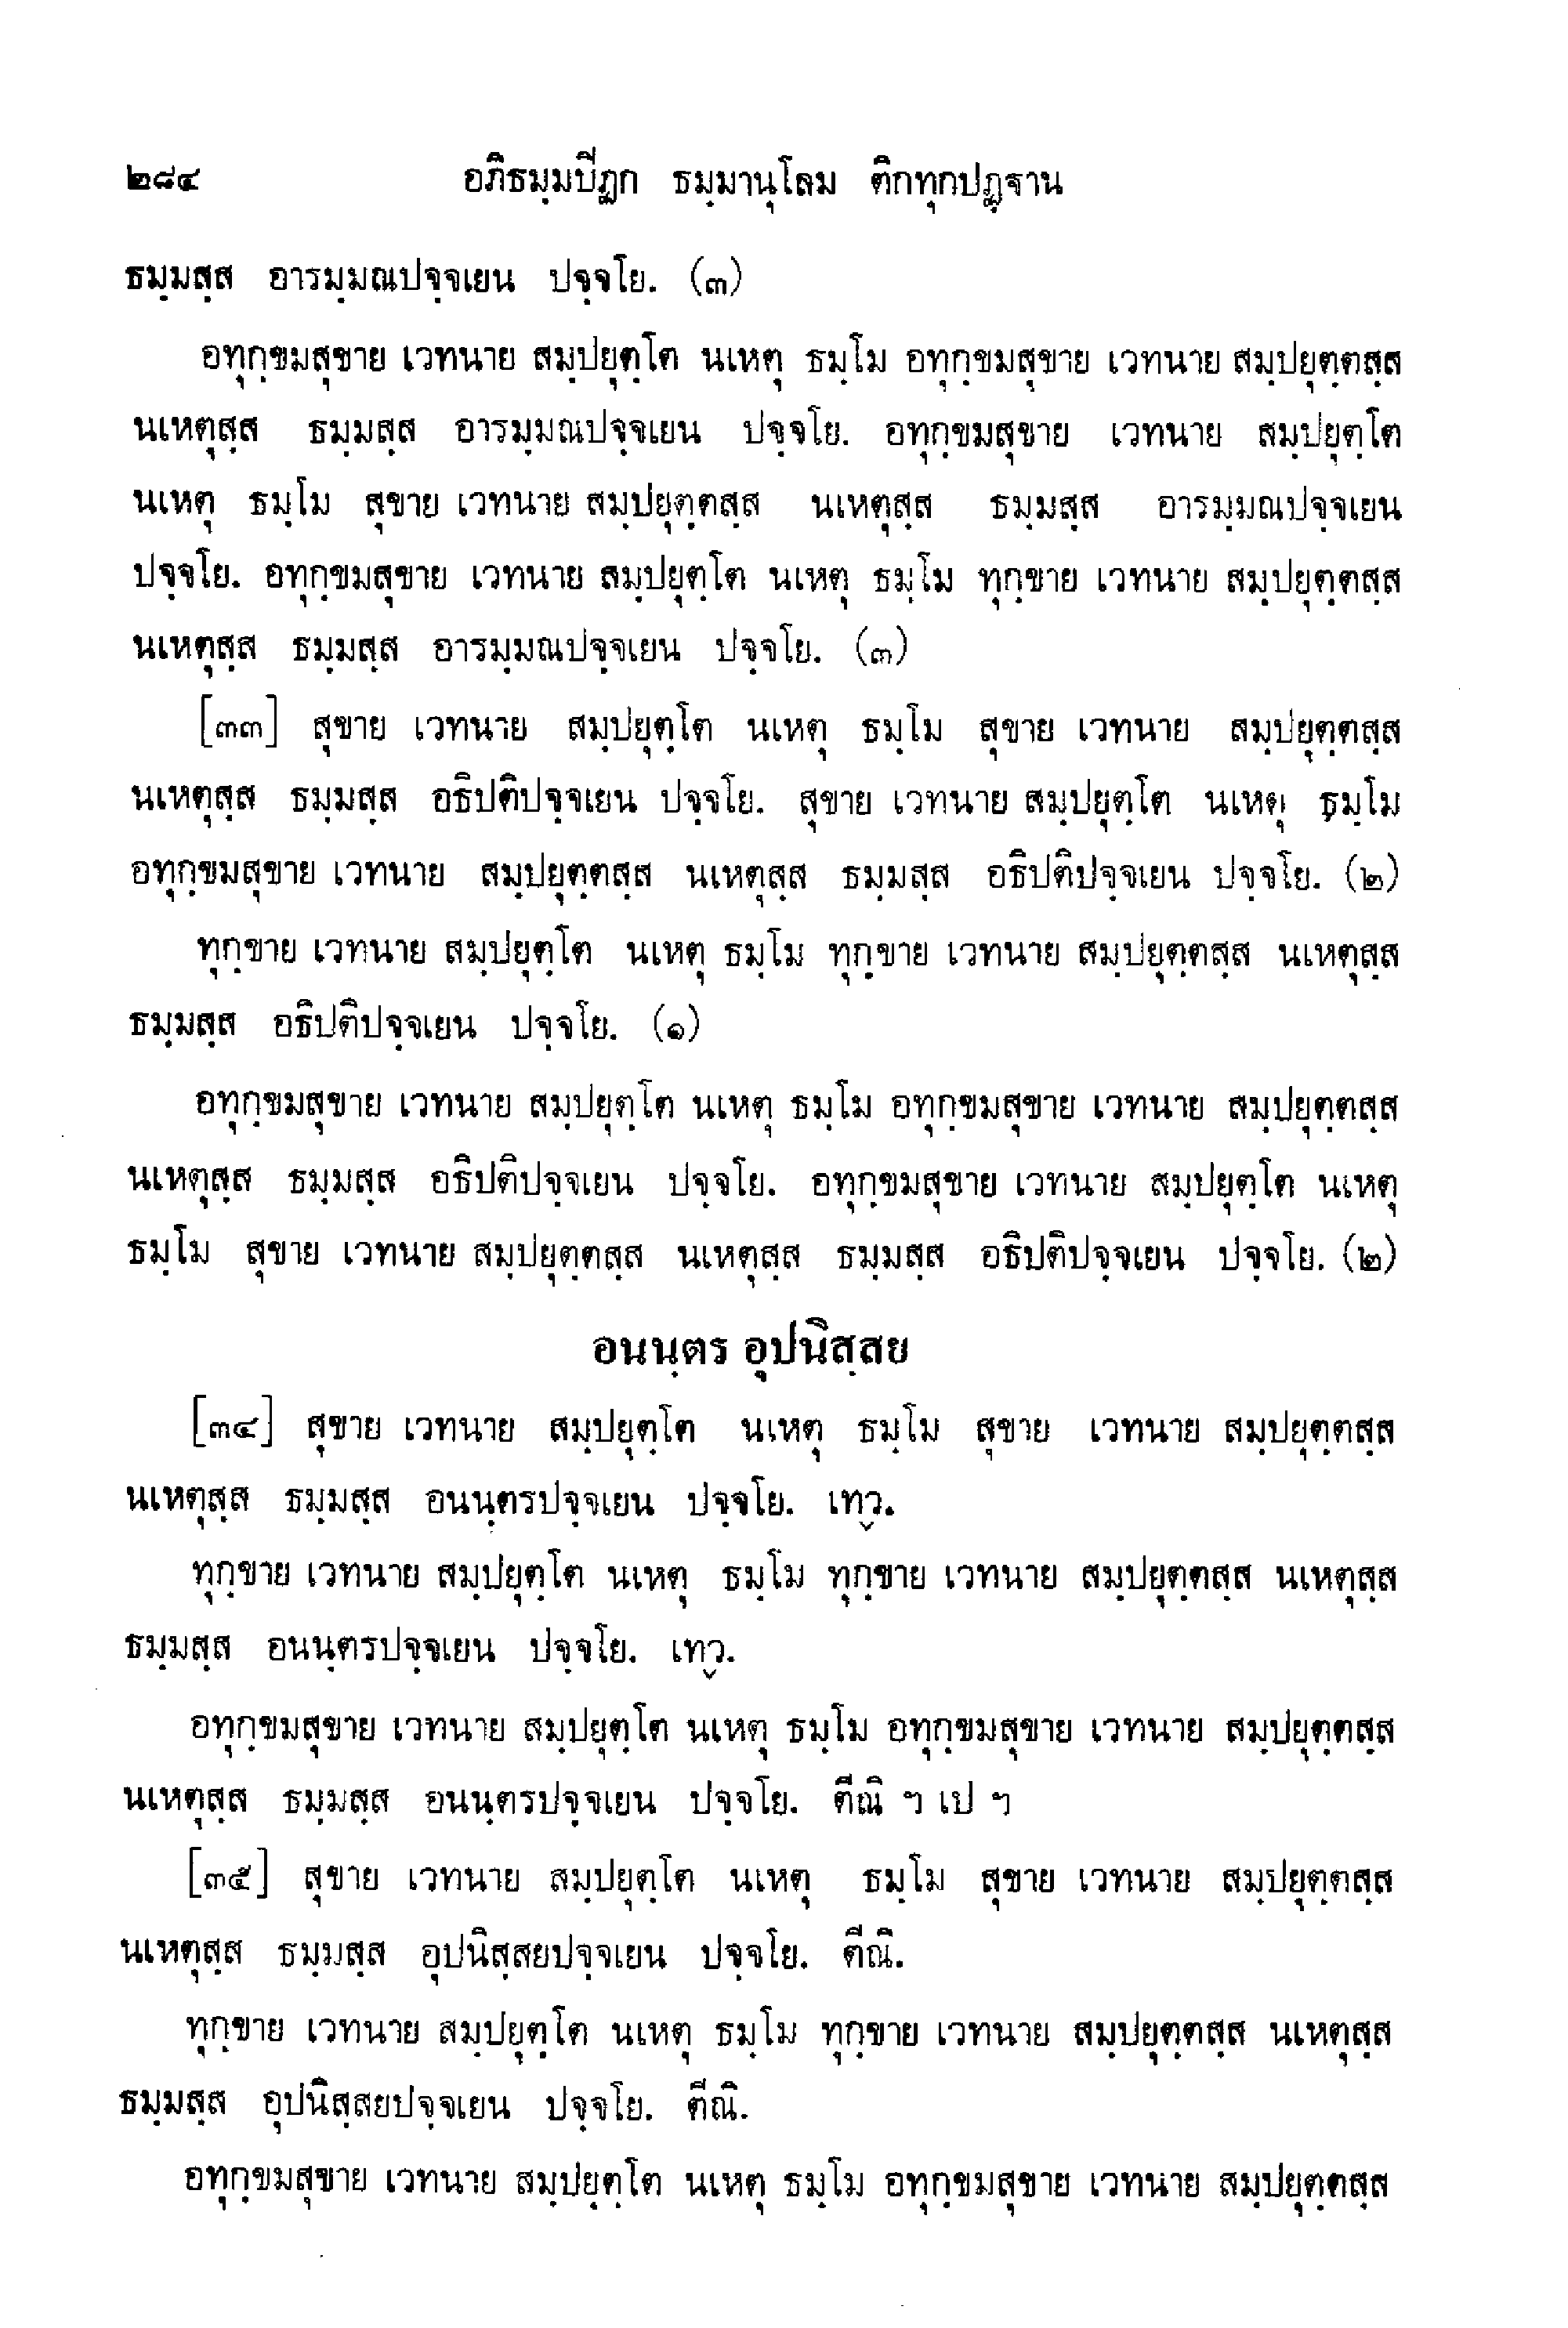 ๒๘๔ อภิธมฺมปิฏก ธมฺมานุโลม ติกทุกปฏฺฐาน
ธมฺมสฺส อารมฺมณปจฺจเยน ปจฺจโย. (๓)
อทุกฺขมสุขาย เวทนาย สมฺปยุตฺโต นเหตุ ธมฺโม อทุกฺขมสุขาย เวทนาย สมฺปยุตฺตสฺส
นเหตุสฺส ธมฺมสฺส อารมฺมณปจฺจเยน ปจฺจโย. อทุกฺขมสุขาย เวทนาย สมฺปยุตฺโต
นเหตุ ธมฺโม สุขาย เวทนาย สมฺปยุตฺตสฺส นเหตุสฺส ธมฺมสฺส อารมฺมณปจฺจเยน
ปจฺจโย. อทุกฺขมสุขาย เวทนาย สมฺปยุตฺโต นเหตุ ธมฺโม ทุกฺขาย เวทนาย สมฺปยุตฺตสฺส
นเหตุสฺส ธมฺมสฺส อารมฺมณปจฺจเยน ปจฺจโย. (๓)
[๓๓] สุขาย เวทนาย สมฺปยุตฺโต นเหตุ ธมฺโม สุขาย เวทนาย สมฺปยุตฺตสฺส
นเหตุสฺส ธมฺมสฺส อธิปติปจฺจเยน ปจฺจโย. สุขาย เวทนาย สมฺปยุตฺโต นเหตุ ธมฺโม
อทุกฺขมสุขาย เวทนาย สมฺปยุตฺตสฺส นเหตุสฺส ธมฺมสฺส อธิปติปจฺจเยน ปจฺจโย. (๒)
ทุกฺขาย เวทนาย สมฺปยุตฺโต นเหตุ ธมฺโม ทุกฺขาย เวทนาย สมฺปยุตฺตสฺส นเหตุสฺส
ธมฺมสฺส อธิปติปจฺจเยน ปจฺจโย. (๑)
อทุกฺขมสุขาย เวทนาย สมฺปยุตฺโต นเหตุ ธมฺโม อทุกฺขมสุขาย เวทนาย สมฺปยุตฺตสฺส
นเหตุสฺส ธมฺมสฺส อธิปติปจฺจเยน ปจฺจโย. อทุกฺขมสุขาย เวทนาย สมฺปยุตฺโต นเหตุ
ธมฺโม สุขาย เวทนาย สมฺปยุตฺตสฺส นเหตุสฺส ธมฺมสฺส อธิปติปจฺจเยน ปจฺจโย. (๒)
อนนฺตร อุปนิสฺสย
[๓๔] สุขาย เวทนาย สมฺปยุตฺโต นเหตุ ธมฺโม สุขาย เวทนาย สมฺปยุตฺตสฺส
นเหตุสฺส ธมฺมสฺส อนนฺตรปจฺจเยน ปจฺจโย. เทฺว.
ทุกฺขาย เวทนาย สมฺปยุตฺโต นเหตุ ธมฺโม ทุกฺขาย เวทนาย สมฺปยุตฺตสฺส นเหตุสฺส
ธมฺมสฺส อนนฺตรปจฺจเยน ปจฺจโย. เทฺว.
อทุกฺขมสุขาย เวทนาย สมฺปยุตฺโต นเหตุ ธมฺโม อทุกฺขมสุขาย เวทนาย สมฺปยุตฺตสฺส
นเหตุสฺส ธมฺมสฺส อนนฺตรปจฺจเยน ปจฺจโย. ตีณิ ฯ เป ฯ
[๓๕] สุขาย เวทนาย สมฺปยุตฺโต นเหตุ ธมฺโม สุขาย เวทนาย สมฺปยุตฺตสฺส
นเหตุสฺส ธมฺมสฺส อุปนิสฺสยปจฺจเยน ปจฺจโย. ตีณิ.
ทุกฺขาย เวทนาย สมฺปยุตฺโต นเหตุ ธมฺโม ทุกฺขาย เวทนาย สมฺปยุตฺตสฺส นเหตุสฺส
ธมฺมสฺส อุปนิสฺสยปจฺจเยน ปจฺจโย. ตีณิ.
อทุกฺขมสุขาย เวทนาย สมฺปยุตฺโต นเหตุ ธมฺโม อทุกฺขมสุขาย เวทนาย สมฺปยุตฺตสฺส